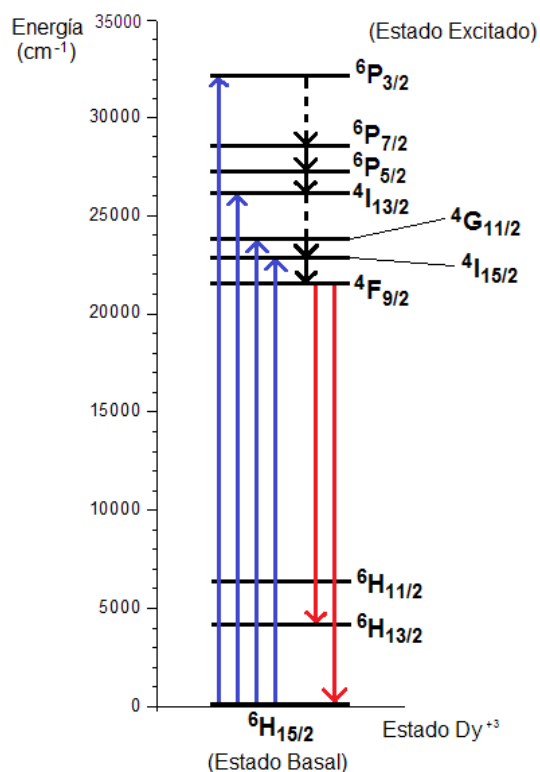 Energía
(cm⁻¹)
(Estado Excitado)
35000
⁶P₃/₂
30000
⁶P₇/₂
⁶P₅/₂
⁴I₁₃/₂
25000
⁴G₁₁/₂
⁴I₁₅/₂
⁴F₉/₂
20000
15000
10000
⁶H₁₁/₂
5000
⁶H₁₃/₂
0
⁶H₁₅/₂
Estado Dy⁺³
(Estado Basal)